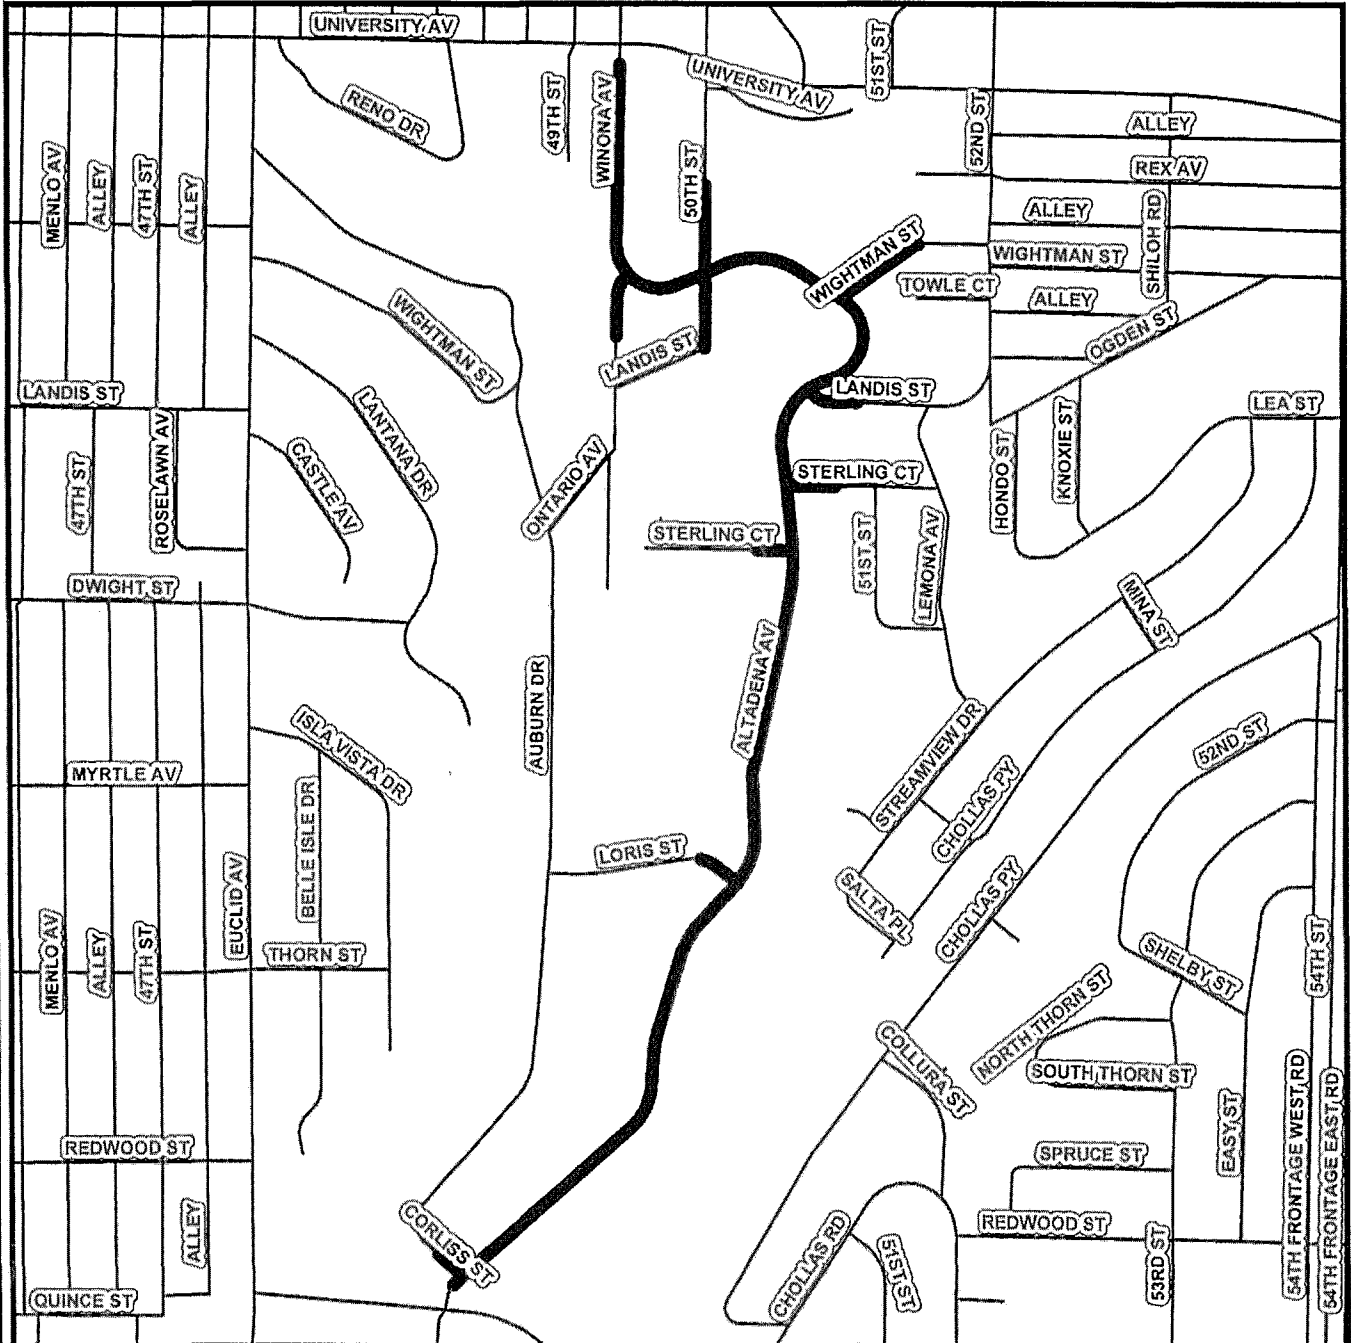 UNIVERSITY AV
UNIVERSITY AV
51ST ST
RENO DR
49TH ST
WINONA AV
50TH ST
52ND ST
ALLEY
REX AV
MENLO AV
ALLEY
47TH ST
ALLEY
ALLEY
SHILOH RD
WIGHTMAN ST
WIGHTMAN ST
TOWLE CT
ALLEY
WIGHTMAN ST
OGDEN ST
LANDIS ST
LANDIS ST
LANDIS ST
LANTANA DR
LEA ST
47TH ST
ROSELAWN AV
CASTLE AV
ONTARIO AV
STERLING CT
HONDO ST
KNOXIE ST
STERLING CT
51ST ST
LEMONA AV
DWIGHT ST
MINA ST
ALTADENA AV
AUBURN DR
ISLA VISTA DR
STREAMVIEW DR
52ND ST
MYRTLE AV
BELLE ISLE DR
CHOLLAS PY
LORIS ST
EUCLID AV
SALTA PL
CHOLLAS PY
MENLO AV
ALLEY
47TH ST
THORN ST
SHELBY ST
54TH ST
NORTH THORN ST
COLLURA ST
SOUTH THORN ST
54TH FRONTAGE WEST RD
54TH FRONTAGE EAST RD
EASY ST
REDWOOD ST
SPRUCE ST
ALLEY
CORLISS ST
REDWOOD ST
CHOLLAS RD
51ST ST
53RD ST
QUINCE ST